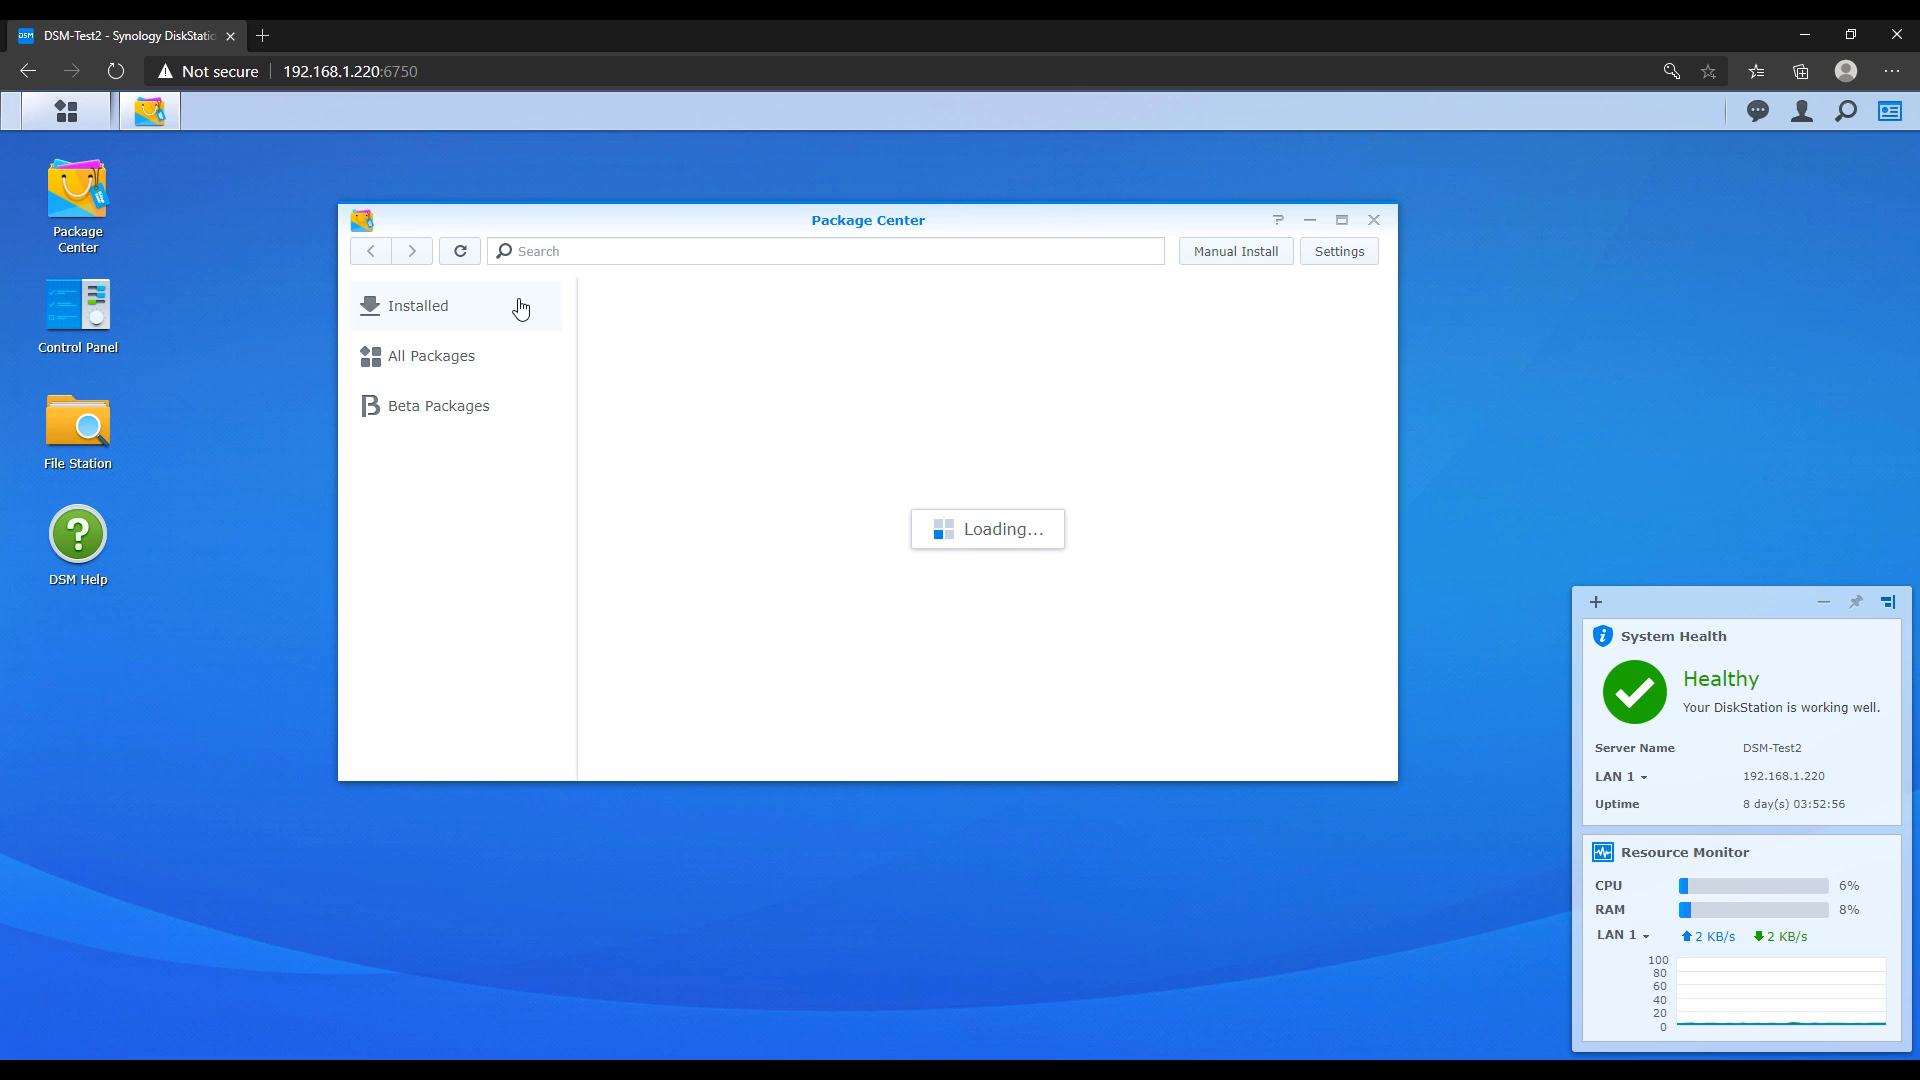 DSM-Test2 - Synology DiskStatio
Not secure
192.168.1.220:6750
Package
Center
Control Panel
File Station
DSM Help
Package Center
Search
Manual Install
Settings
Installed
All Packages
Beta Packages
Loading...
System Health
Healthy
Your DiskStation is working well.
Server Name DSM-Test2
LAN 1 192.168.1.220
Uptime 8 day(s) 03:52:56
Resource Monitor
CPU 6%
RAM 8%
LAN 1 2 KB/s 2 KB/s
100
80
60
40
20
0